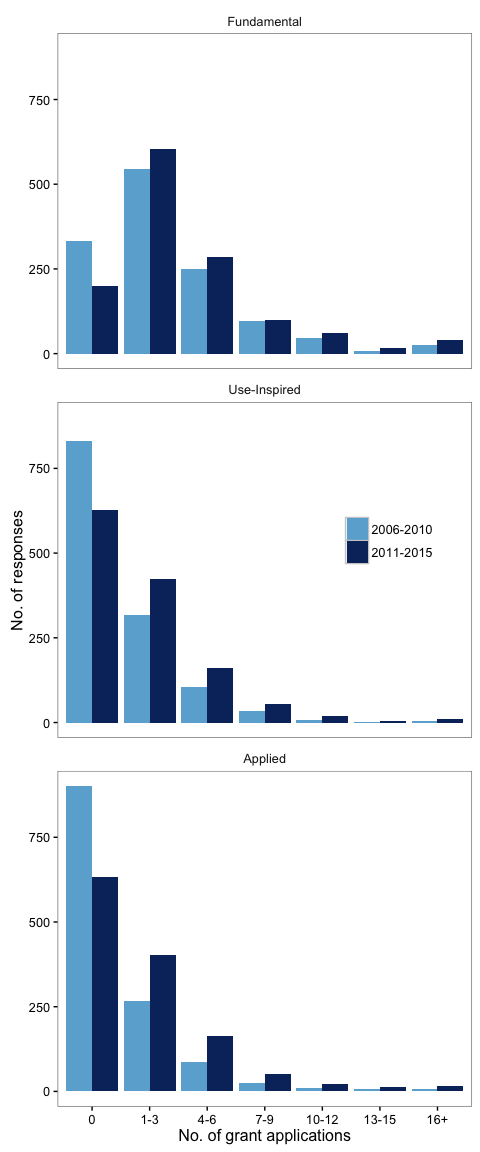 Fundamental
750
500
250
0
Use-Inspired
750
500
250
0
2006-2010
2011-2015
No. of responses
Applied
750
500
250
0
0 1-3 4-6 7-9 10-12 13-15 16+
No. of grant applications